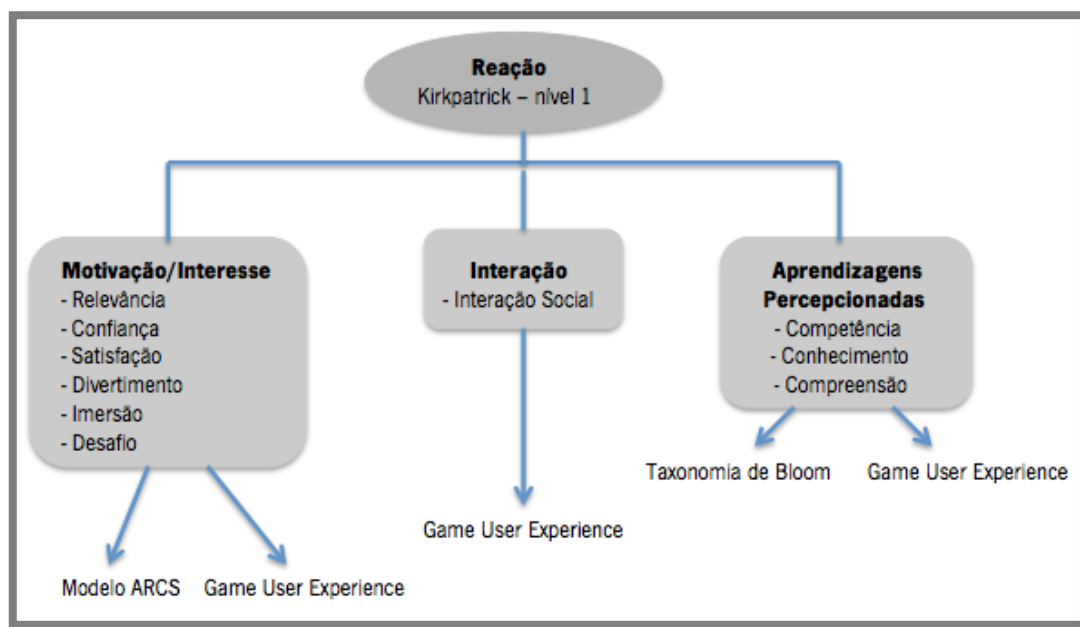 Reação
Kirkpatrick – nível 1
Motivação/Interesse
- Relevância
- Confiança
- Satisfação
- Divertimento
- Imersão
- Desafio
Interação
- Interação Social
Aprendizagens
Percepcionadas
- Competência
- Conhecimento
- Compreensão
Modelo ARCS
Game User Experience
Game User Experience
Taxonomia de Bloom
Game User Experience